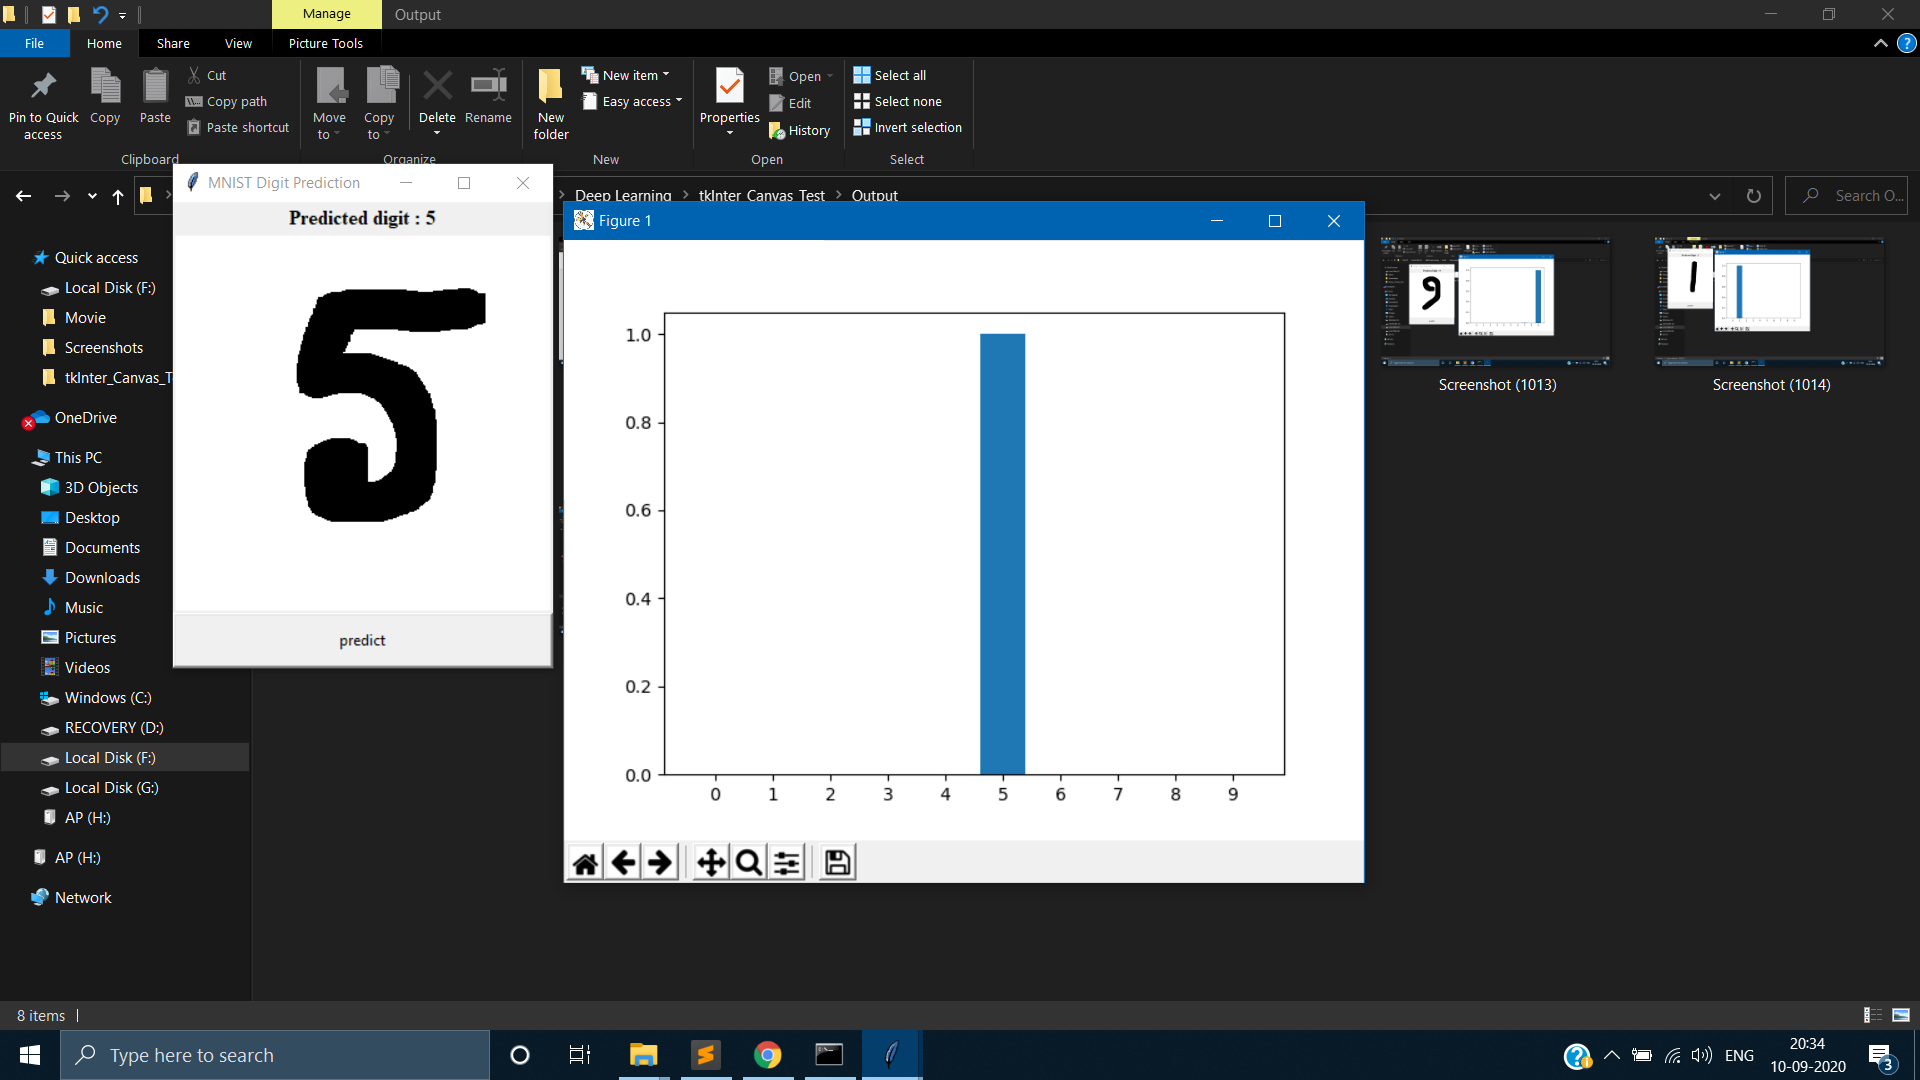 Manage
Output
File
Home
Share
View
Picture Tools
Pin to Quick access
Copy
Paste
Cut
Copy path
Paste shortcut
Clipboard
Move to
Copy to
Delete
Rename
Organize
New folder
New item
Easy access
New
Properties
Open
Edit
History
Open
Select all
Select none
Invert selection
Select
Deep Learning
tkInter_Canvas_Test
Output
Search O...
MNIST Digit Prediction
Predicted digit : 5
5
predict
Figure 1
1.0
0.8
0.6
0.4
0.2
0.0
0 1 2 3 4 5 6 7 8 9
Screenshot (1013)
Screenshot (1014)
Quick access
Local Disk (F:)
Movie
Screenshots
tkInter_Canvas_T
OneDrive
This PC
3D Objects
Desktop
Documents
Downloads
Music
Pictures
Videos
Windows (C:)
RECOVERY (D:)
Local Disk (F:)
Local Disk (G:)
AP (H:)
AP (H:)
Network
8 items
Type here to search
ENG
20:34
10-09-2020
3